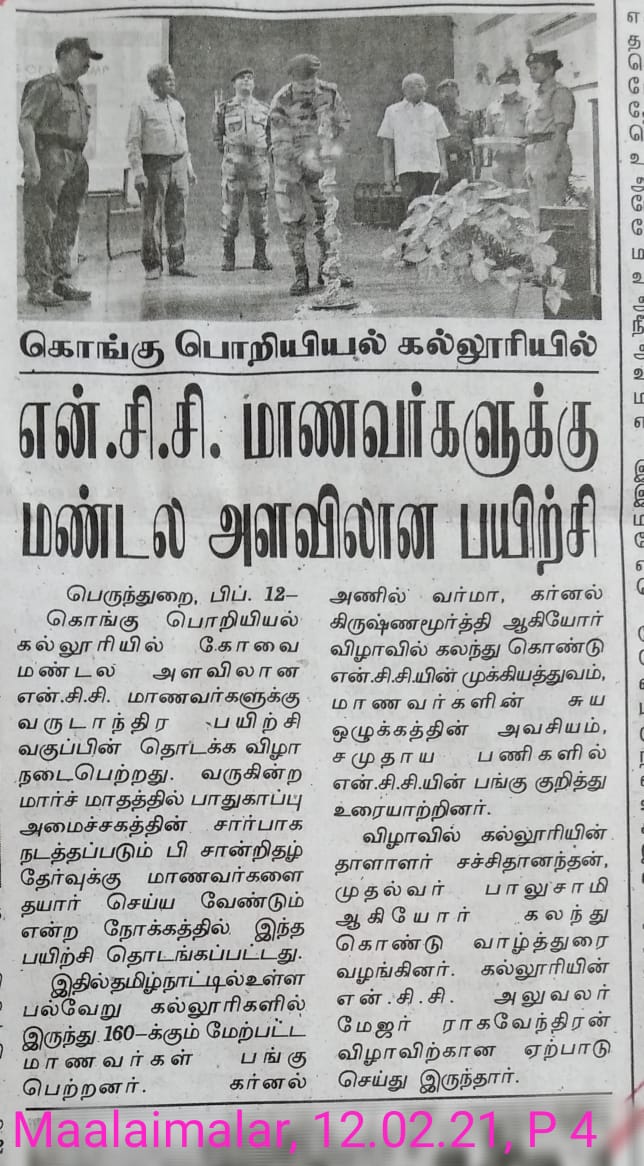 கொங்கு பொறியியல் கல்லூரியில்
என்.சி.சி. மாணவர்களுக்கு
மண்டல அளவிலான பயிற்சி
பெருந்துறை, பிப். 12–
கொங்கு பொறியியல்
கல்லூரியில் கோவை
மண்டல அளவிலான
என்.சி.சி. மாணவர்களுக்கு
வருடாந்திர பயிற்சி
வகுப்பின் தொடக்க விழா
நடைபெற்றது. வருகின்ற
மார்ச் மாதத்தில் பாதுகாப்பு
அமைச்சகத்தின் சார்பாக
நடத்தப்படும் பி சான்றிதழ்
தேர்வுக்கு மாணவர்களை
தயார் செய்ய வேண்டும்
என்ற நோக்கத்தில் இந்த
பயிற்சி தொடங்கப்பட்டது.
இதில்தமிழ்நாட்டில்உள்ள
பல்வேறு கல்லூரிகளில்
இருந்து 160–க்கும் மேற்பட்ட
மாணவர்கள் பங்கு
பெற்றனர். கர்னல்
அணில் வர்மா, கர்னல்
கிருஷ்ணமூர்த்தி ஆகியோர்
விழாவில் கலந்து கொண்டு
என்.சி.சி.யின் முக்கியத்துவம்,
மாணவர்களின் சுய
ஒழுக்கத்தின் அவசியம்,
சமுதாய பணிகளில்
என்.சி.சி.யின் பங்கு குறித்து
உரையாற்றினர்.
விழாவில் கல்லூரியின்
தாளாளர் சச்சிதானந்தன்,
முதல்வர் பாலுசாமி
ஆகியோர் கலந்து
கொண்டு வாழ்த்துரை
வழங்கினர். கல்லூரியின்
என்.சி.சி. அலுவலர்
மேஜர் ராகவேந்திரன்
விழாவிற்கான ஏற்பாடு
செய்து இருந்தார்.
Maalaimalar, 12.02.21, P 4